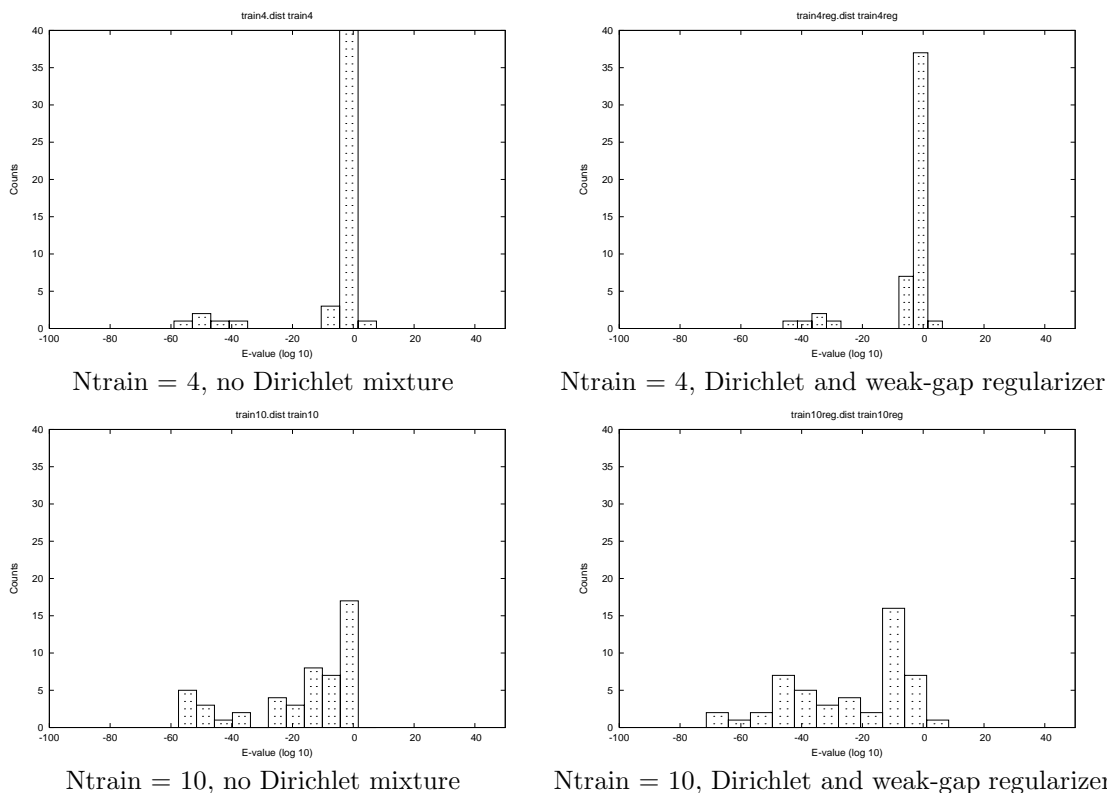 train4.dist train4
40
35
30
25
20
15
10
5
0
Counts
-100 -80 -60 -40 -20 0 20 40
E-value (log 10)
Ntrain = 4, no Dirichlet mixture
train4reg.dist train4reg
40
35
30
25
20
15
10
5
0
Counts
-100 -80 -60 -40 -20 0 20 40
E-value (log 10)
Ntrain = 4, Dirichlet and weak-gap regularizer
train10.dist train10
40
35
30
25
20
15
10
5
0
Counts
-100 -80 -60 -40 -20 0 20 40
E-value (log 10)
Ntrain = 10, no Dirichlet mixture
train10reg.dist train10reg
40
35
30
25
20
15
10
5
0
Counts
-100 -80 -60 -40 -20 0 20 40
E-value (log 10)
Ntrain = 10, Dirichlet and weak-gap regularizer